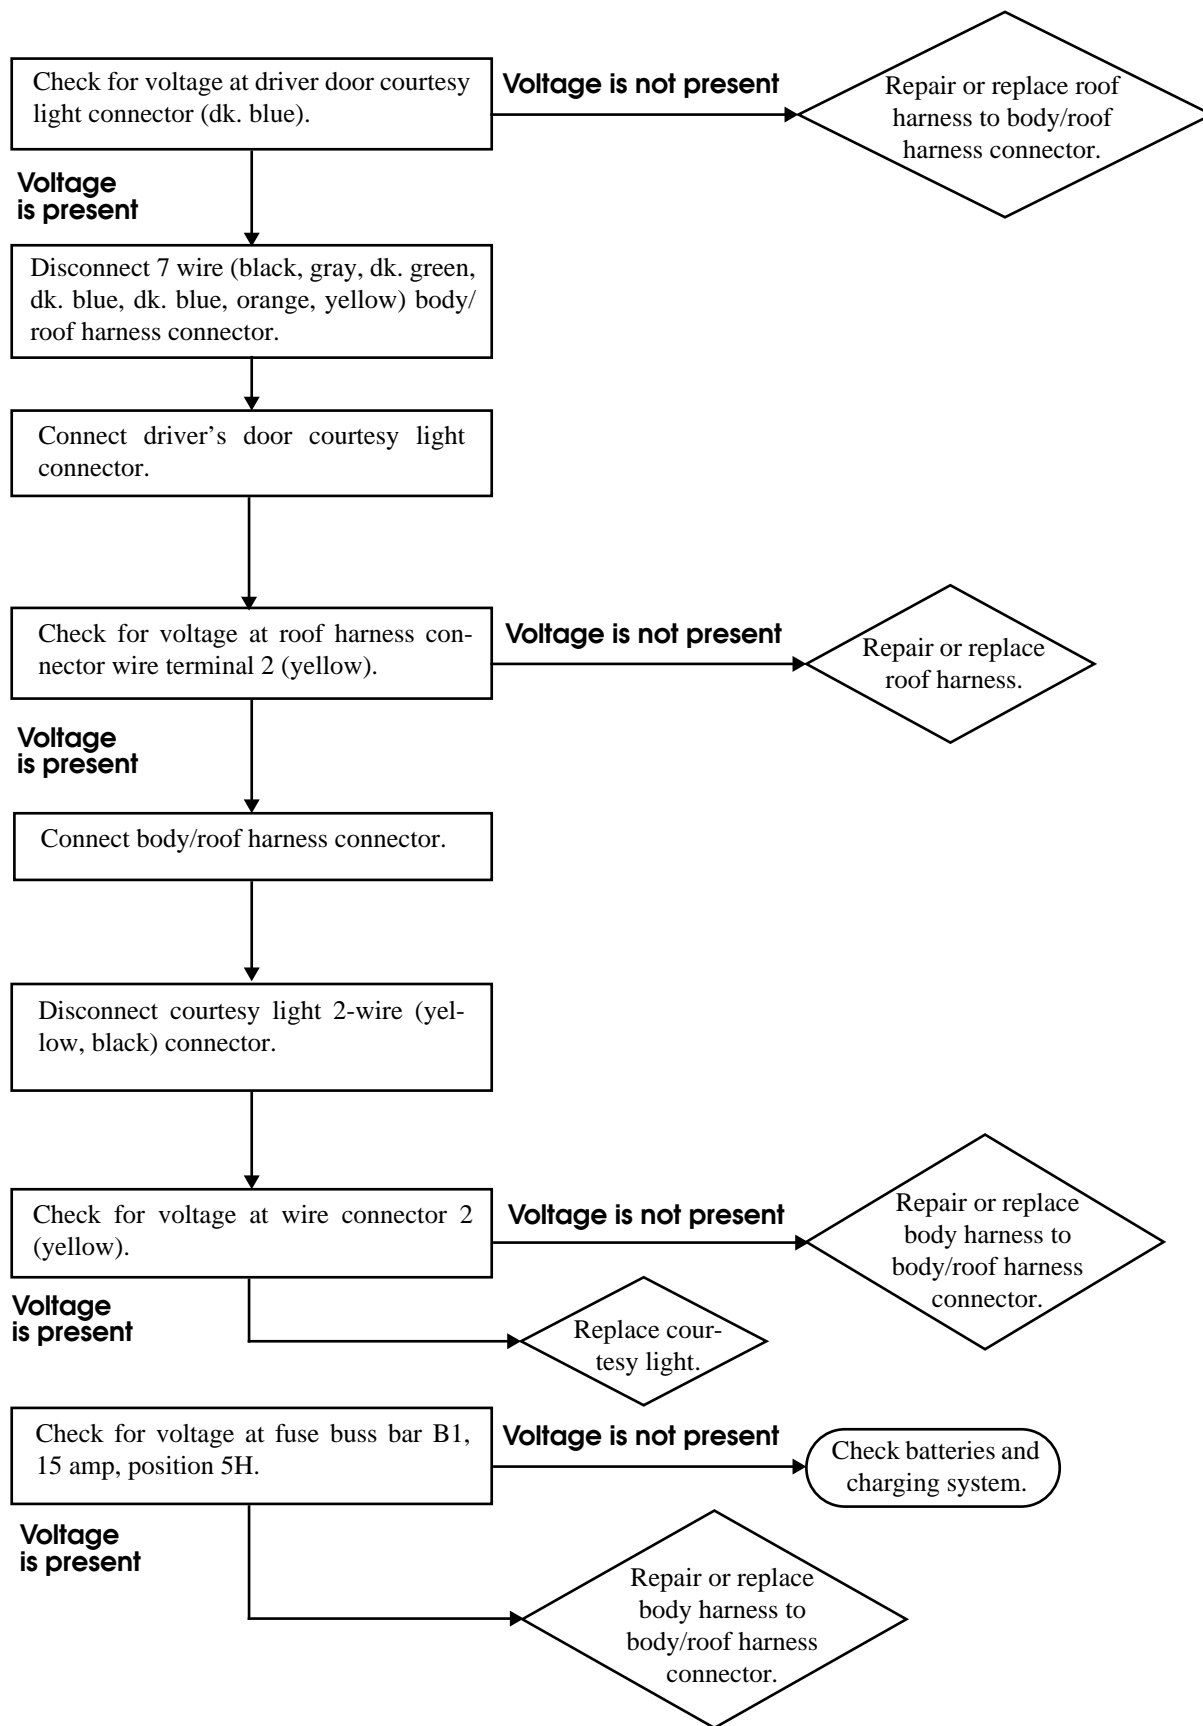 Check for voltage at driver door courtesy
light connector (dk. blue).
Voltage is not present
Repair or replace roof
harness to body/roof
harness connector.
Voltage
is present
Disconnect 7 wire (black, gray, dk. green,
dk. blue, dk. blue, orange, yellow) body/
roof harness connector.
Connect driver’s door courtesy light
connector.
Check for voltage at roof harness con-
nector wire terminal 2 (yellow).
Voltage is not present
Repair or replace
roof harness.
Voltage
is present
Connect body/roof harness connector.
Disconnect courtesy light 2-wire (yel-
low, black) connector.
Check for voltage at wire connector 2
(yellow).
Voltage is not present
Repair or replace
body harness to
body/roof harness
connector.
Voltage
is present
Replace cour-
tesy light.
Check for voltage at fuse buss bar B1,
15 amp, position 5H.
Voltage is not present
Check batteries and
charging system.
Voltage
is present
Repair or replace
body harness to
body/roof harness
connector.